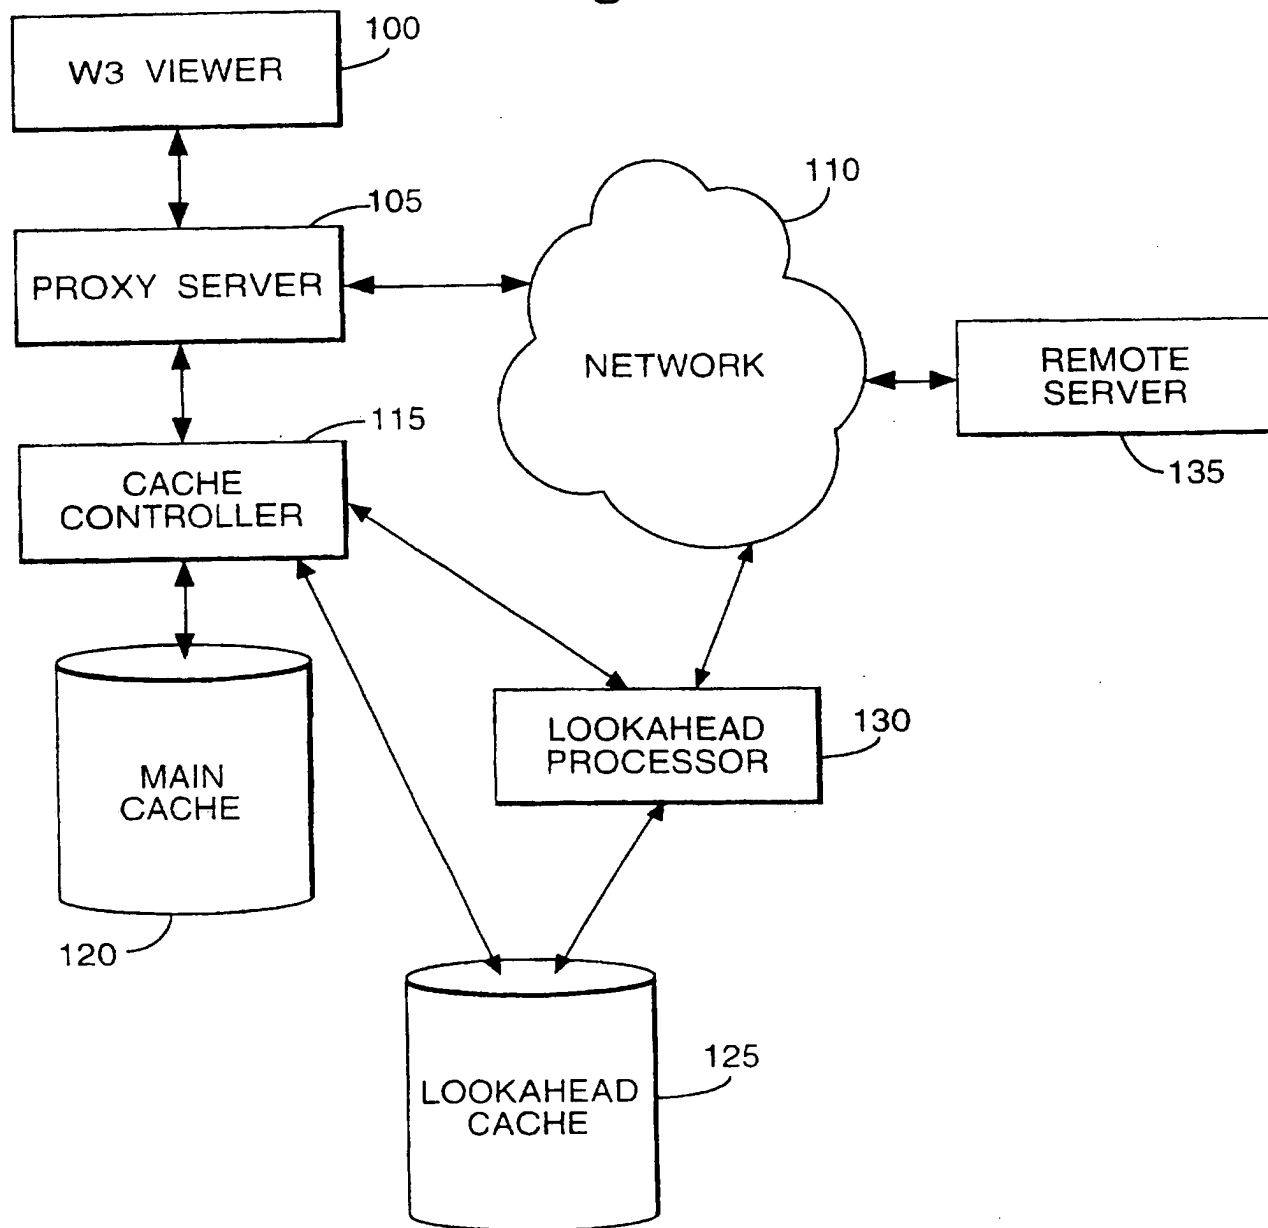 100
W3 VIEWER
105
PROXY SERVER
110
NETWORK
REMOTE
SERVER
135
115
CACHE
CONTROLLER
LOOKAHEAD
PROCESSOR
130
MAIN
CACHE
120
125
LOOKAHEAD
CACHE